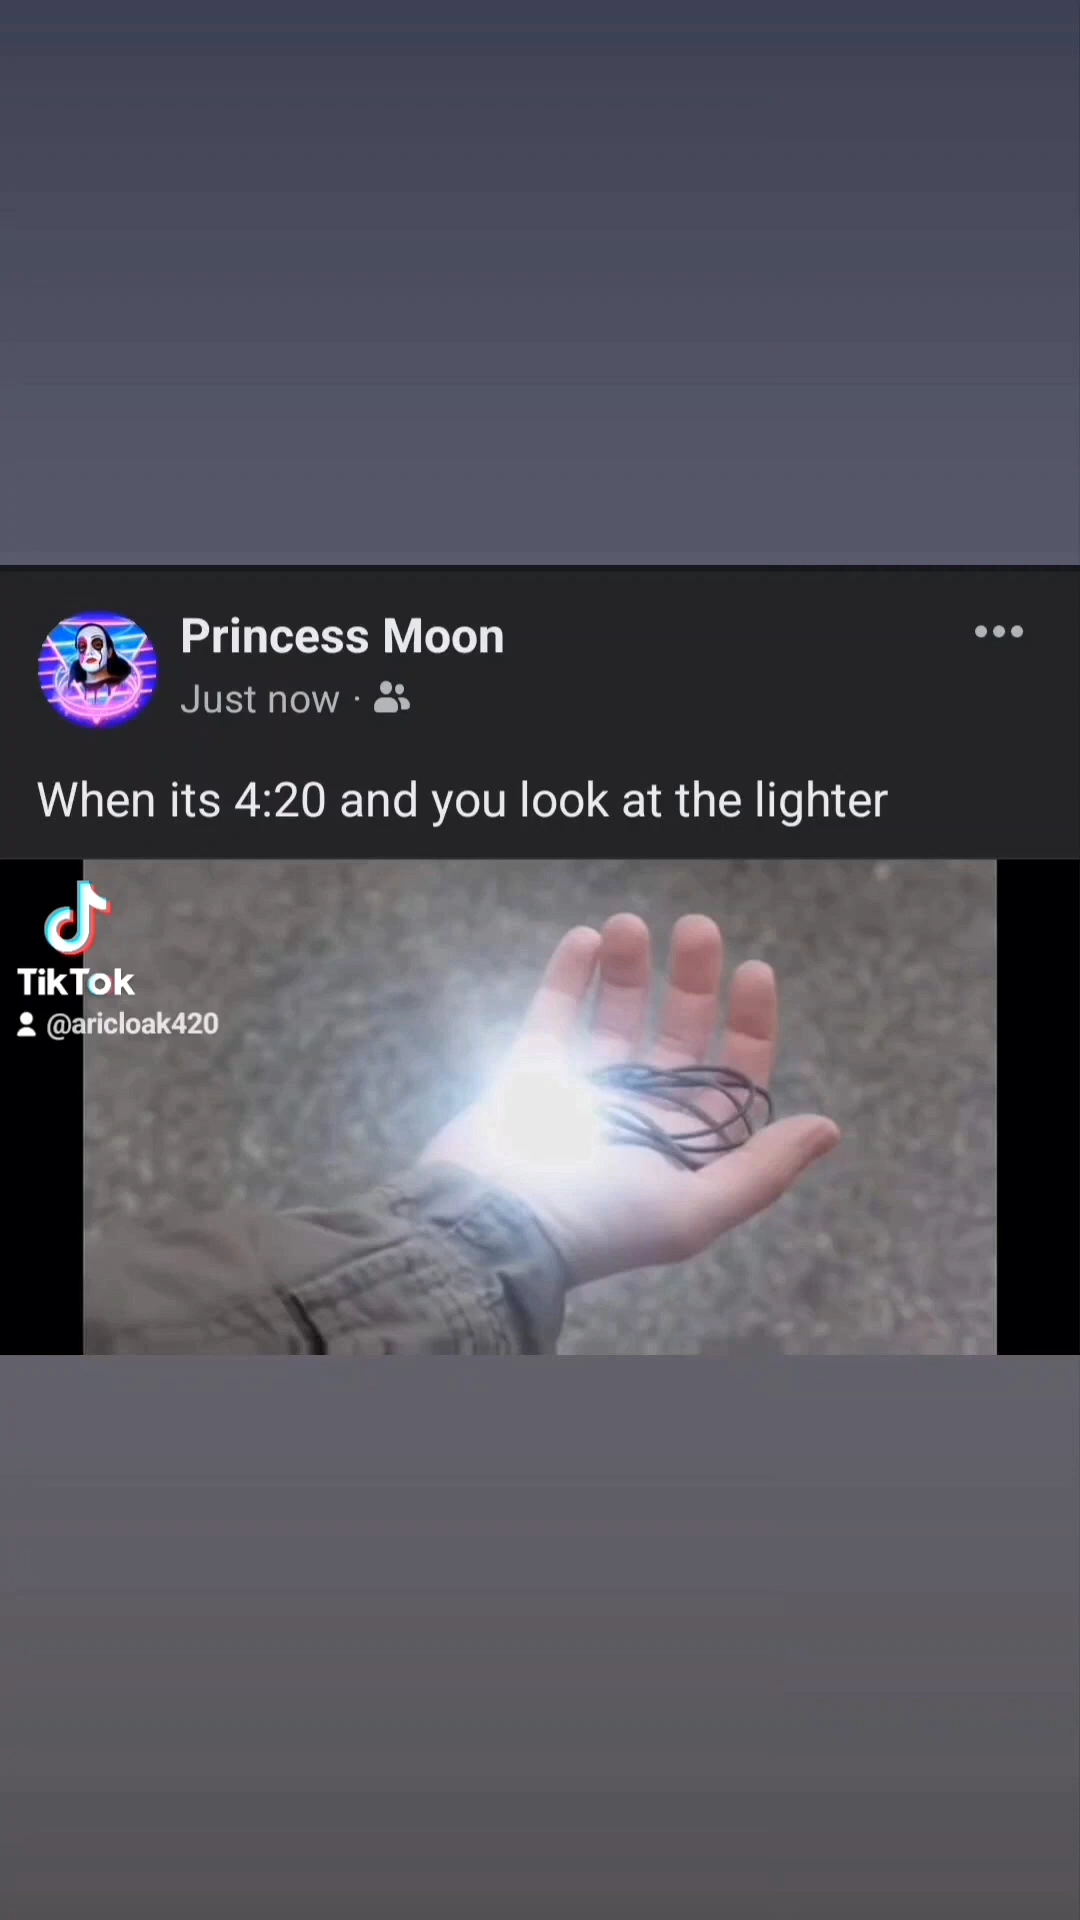 Princess Moon
Just now ·
When its 4:20 and you look at the lighter
TikTok
@aricloak420